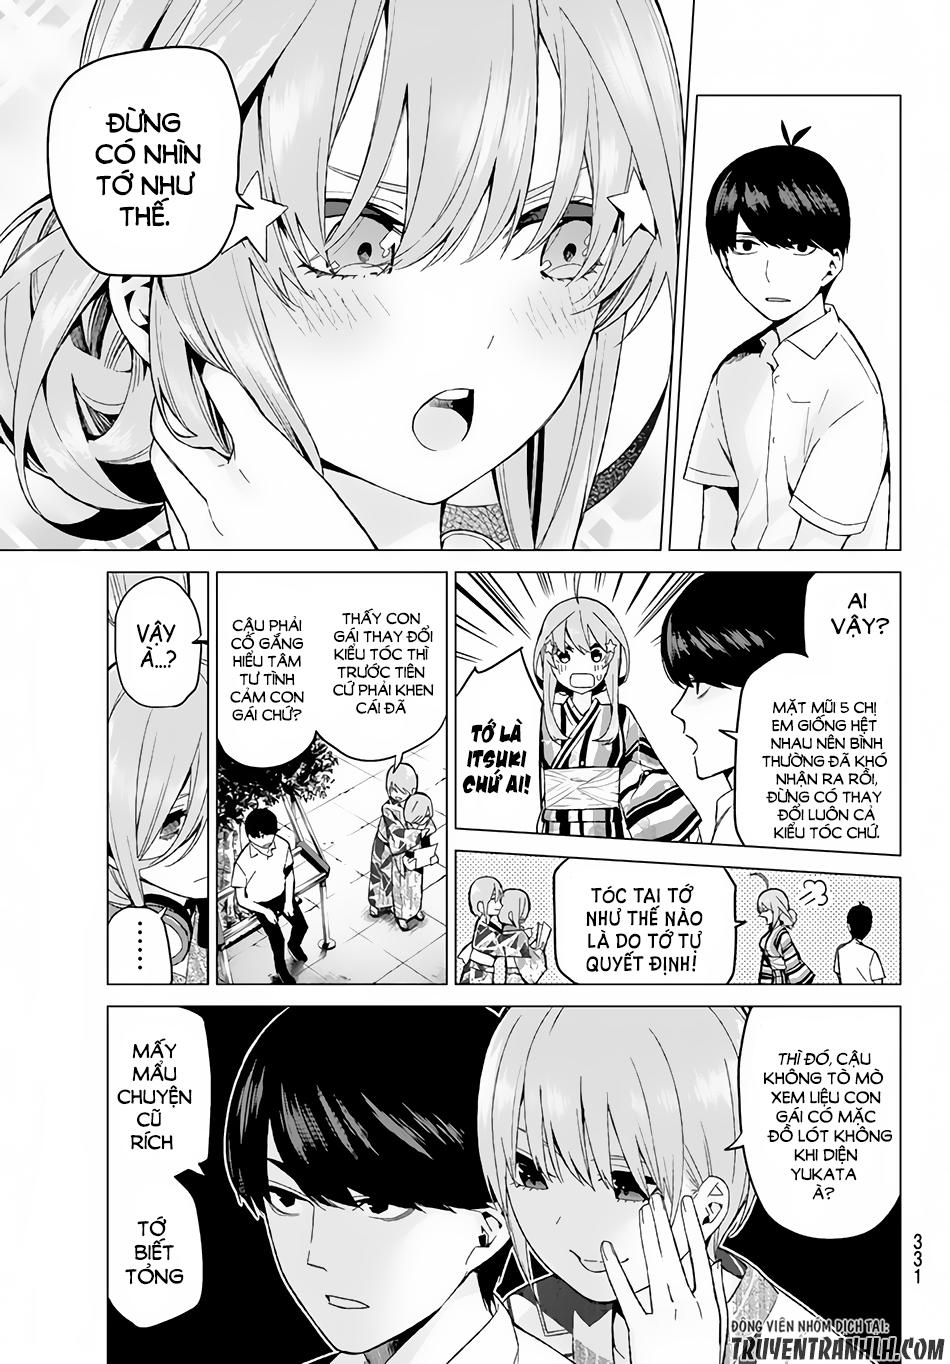 ĐỪNG
CÓ NHÌN
TỚ NHƯ
THẾ.
AI
VẬY?
MẶT MŨI 5 CHỊ
EM GIỐNG HỆT
NHAU NÊN BÌNH
THƯỜNG ĐÃ KHÓ
NHẬN RA RỒI,
ĐỪNG CÓ THAY
ĐỔI LUÔN CẢ
KIỂU TÓC CHỨ.
TỚ LÀ
ITSUKI
CHỨ AI!
TÓC TAI TỚ
NHƯ THẾ NÀO
LÀ DO TỚ TỰ
QUYẾT ĐỊNH!
THẤY CON
GÁI THAY ĐỔI
KIỂU TÓC THÌ
TRƯỚC TIÊN
CỨ PHẢI KHEN
CÁI ĐÃ
CẬU PHẢI
CỐ GẮNG
HIỂU TÂM
TƯ TÌNH
CẢM CON
GÁI CHỨ?
VẬY
À...?
......
THÌ ĐÓ, CẬU
KHÔNG TÒ MÒ
XEM LIỆU CON
GÁI CÓ MẶC
ĐỒ LÓT KHÔNG
KHI DIỆN
YUKATA
À?
MẤY
MẨU
CHUYỆN
CŨ
RÍCH
TỚ
BIẾT
TỎNG
331
ĐỘNG VIÊN NHÓM DỊCH TẠI:
TRUYENTRANHLH.COM